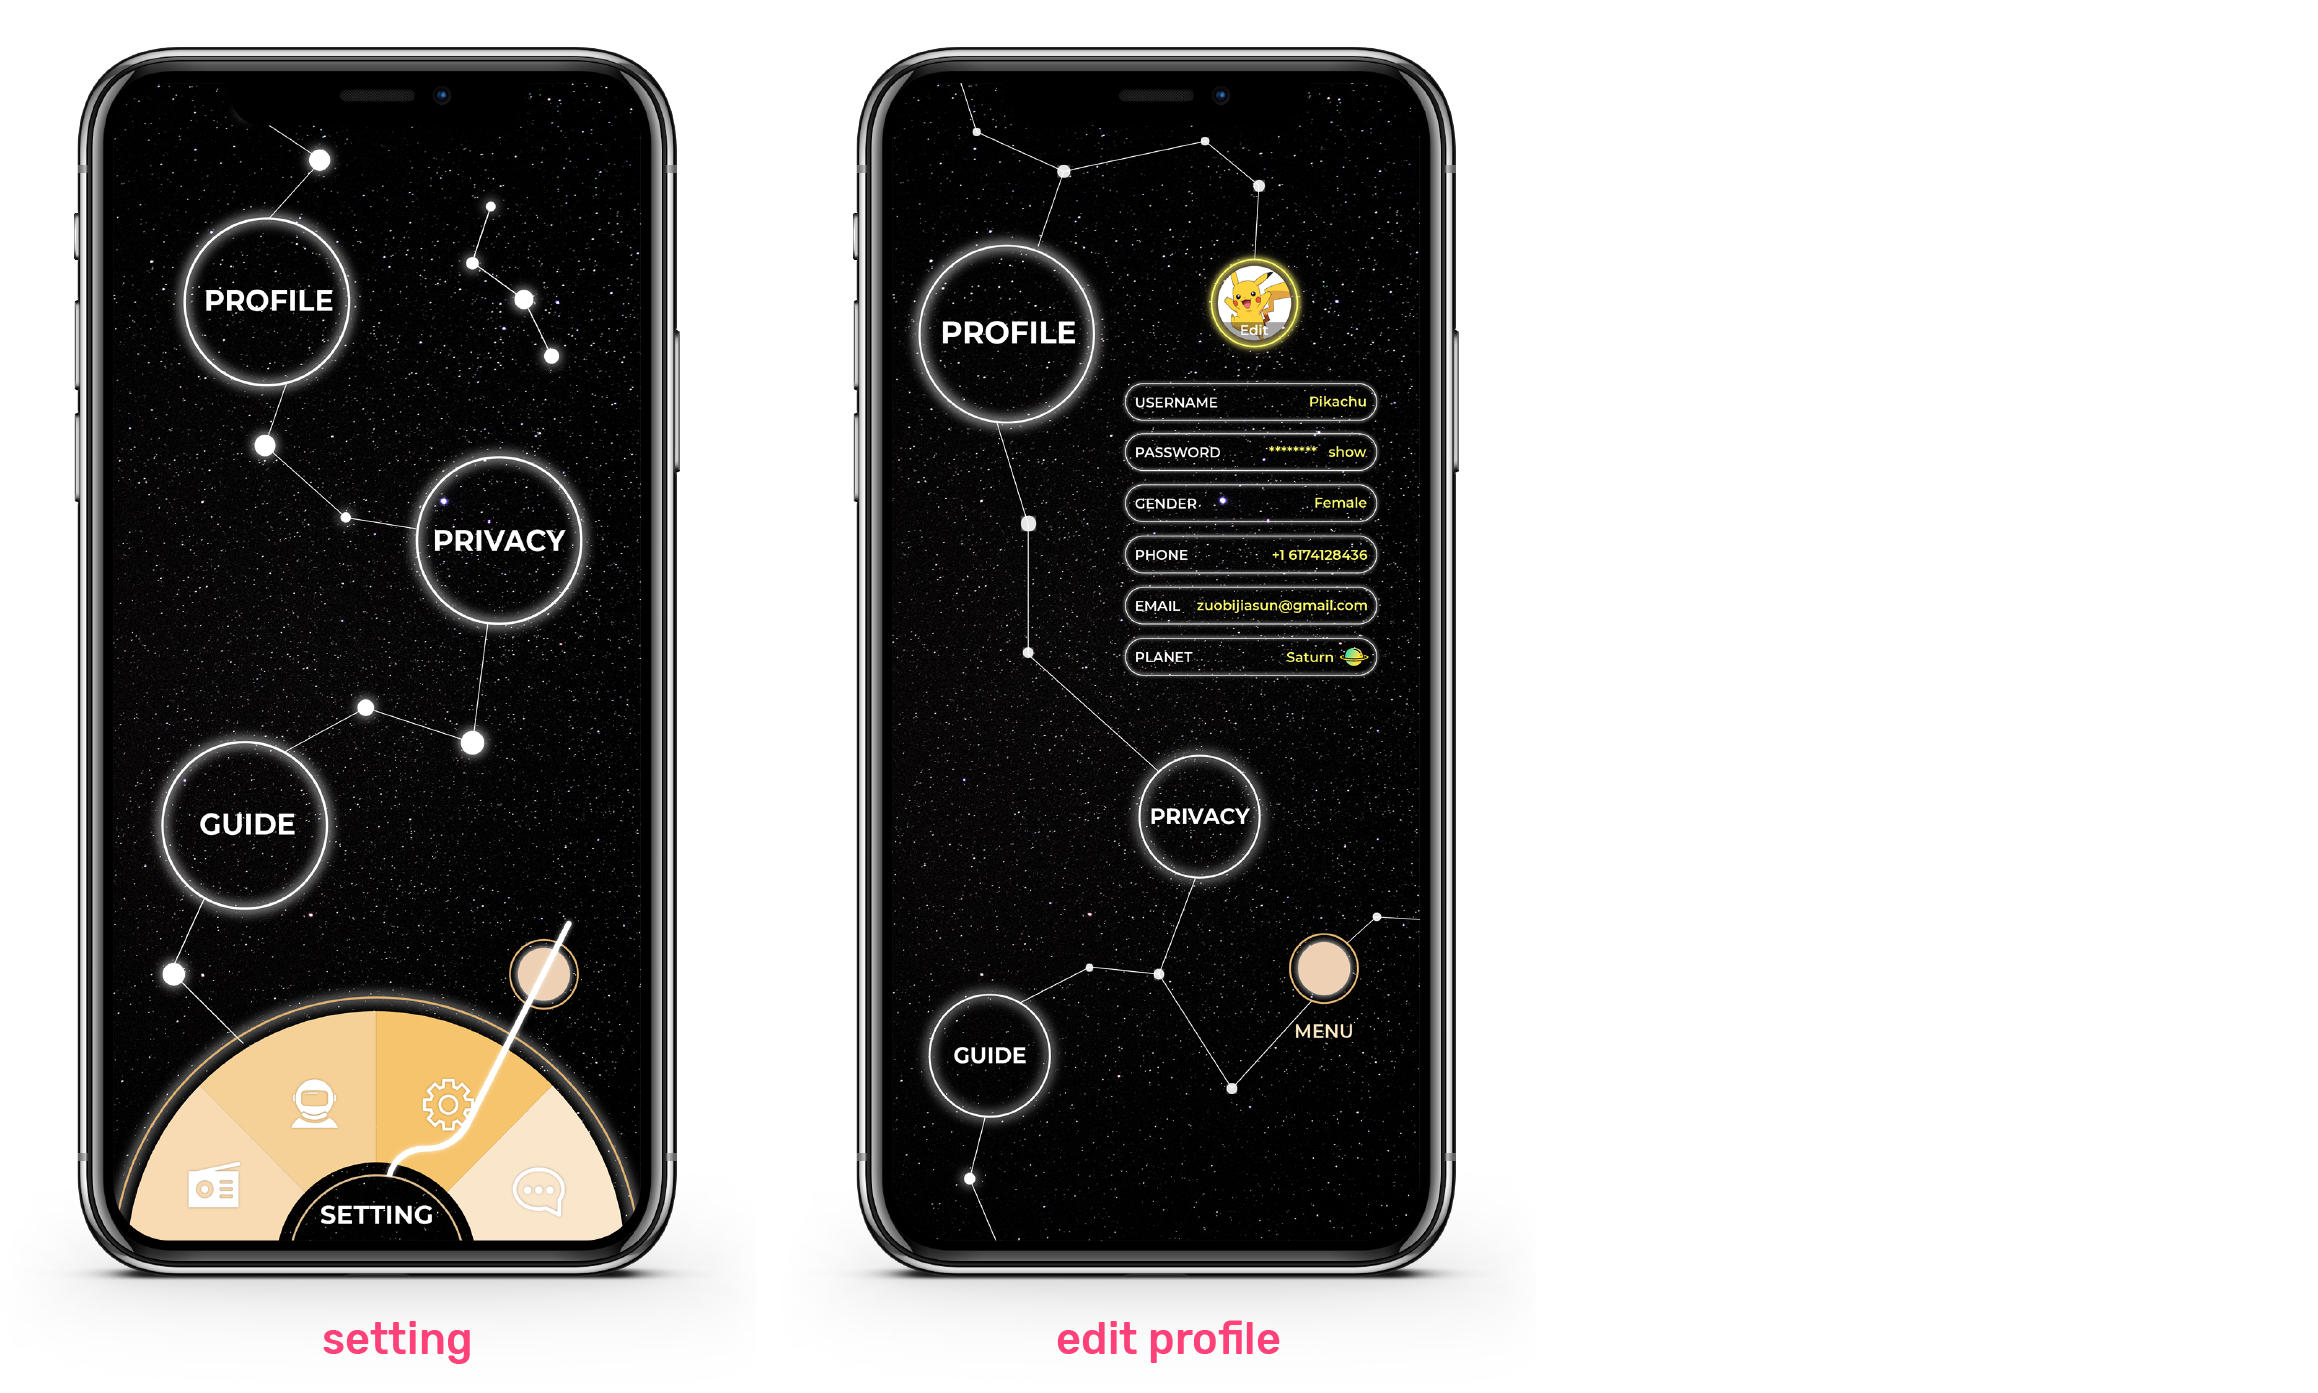 PROFILE
PRIVACY
GUIDE
SETTING
setting
PROFILE
Edit
USERNAME Pikachu
PASSWORD ******** show
GENDER Female
PHONE +1 6174128436
EMAIL zuobijiasun@gmail.com
PLANET Saturn
PRIVACY
MENU
GUIDE
edit profile